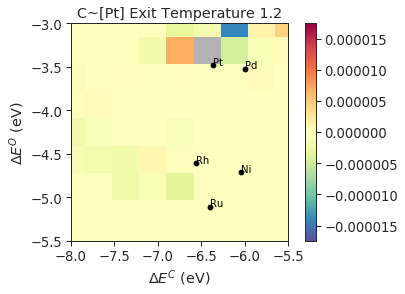 C~[Pt] Exit Temperature 1.2
−3.0
−3.5
−4.0
−4.5
−5.0
−5.5
ΔE^O (eV)
Pt
Pd
Rh
Ni
Ru
−8.0 −7.5 −7.0 −6.5 −6.0 −5.5
ΔE^C (eV)
0.000015
0.000010
0.000005
0.000000
−0.000005
−0.000010
−0.000015